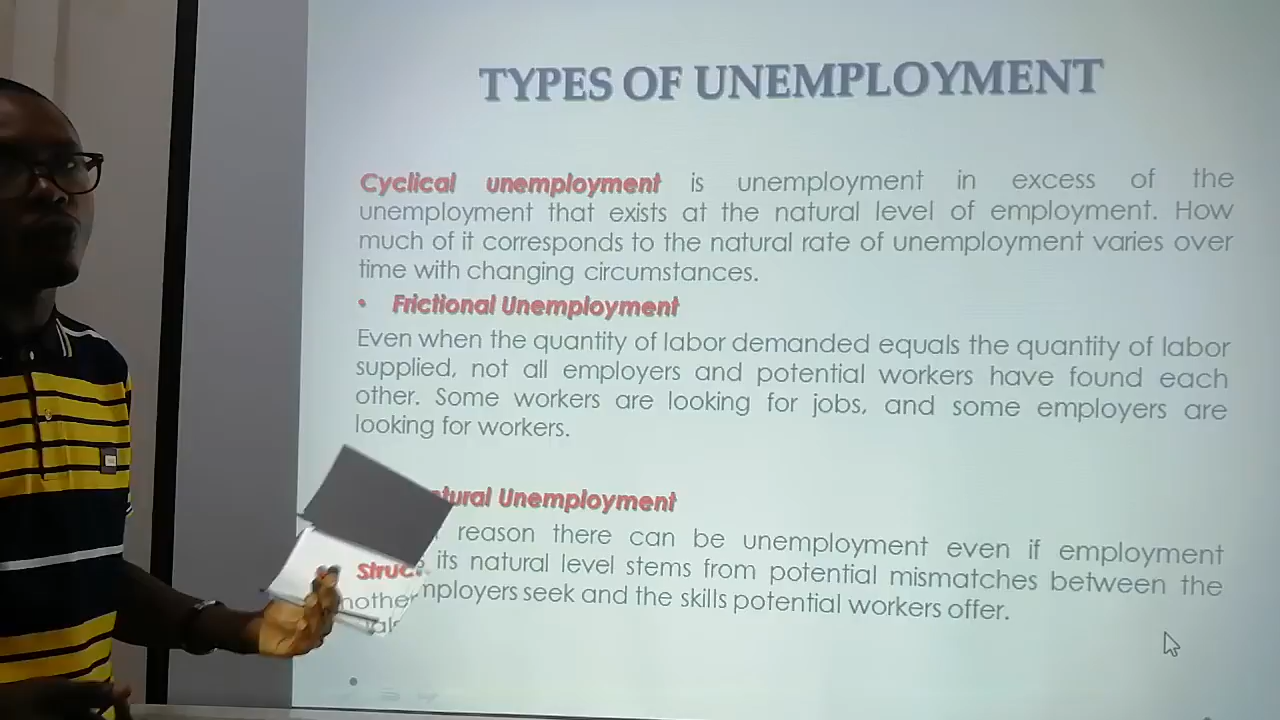 TYPES OF UNEMPLOYMENT
Cyclical unemployment is unemployment in excess of the
unemployment that exists at the natural level of employment. How
much of it corresponds to the natural rate of unemployment varies over
time with changing circumstances.
• Frictional Unemployment
Even when the quantity of labor demanded equals the quantity of labor
supplied, not all employers and potential workers have found each
other. Some workers are looking for jobs, and some employers are
looking for workers.
tural Unemployment
reason there can be unemployment even if employment
its natural level stems from potential mismatches between the
employers seek and the skills potential workers offer.
Struc
nother